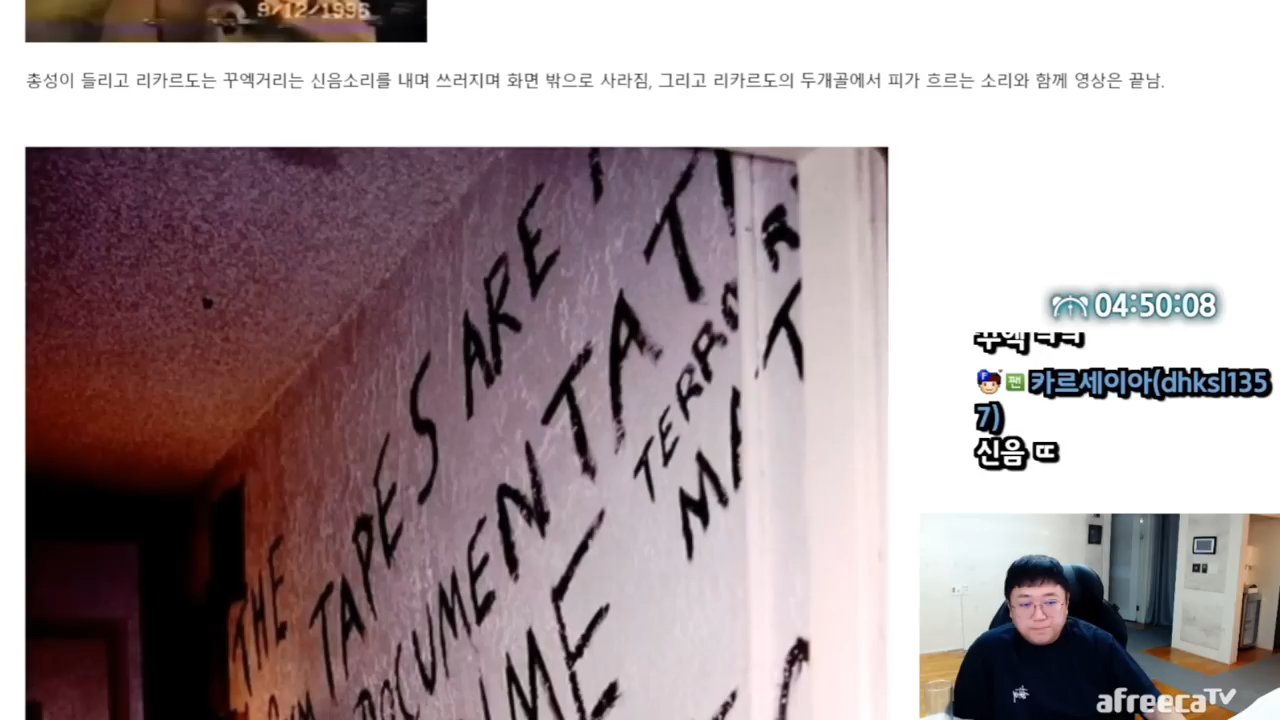 9/12/1996
총성이 들리고 리카르도는 꾸엑거리는 신음소리를 내며 쓰러지며 화면 밖으로 사라짐, 그리고 리카르도의 두개골에서 피가 흐르는 소리와 함께 영상은 끝남.
THE TAPES ARE
DOCUMENTAT
TERRO
MAT
04:50:08
팬 카르세이아(dhksl135
7)
신음 ㄸ
afreecaTV